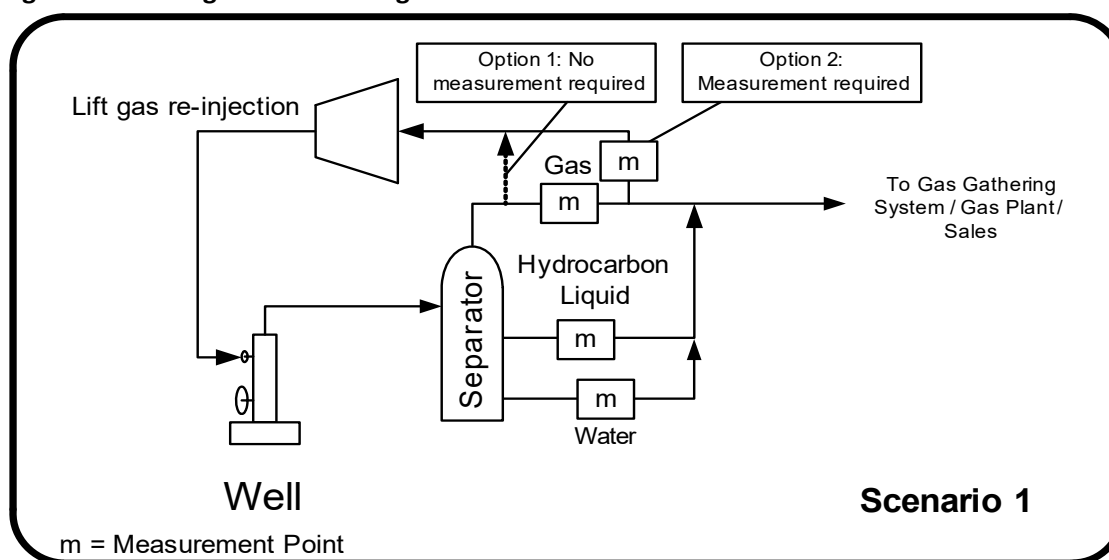 Option 1: No
measurement required
Option 2:
Measurement required
Lift gas re-injection
m
Gas
m
To Gas Gathering
System / Gas Plant /
Sales
Separator
Hydrocarbon
Liquid
m
m
Water
Well
Scenario 1
m = Measurement Point